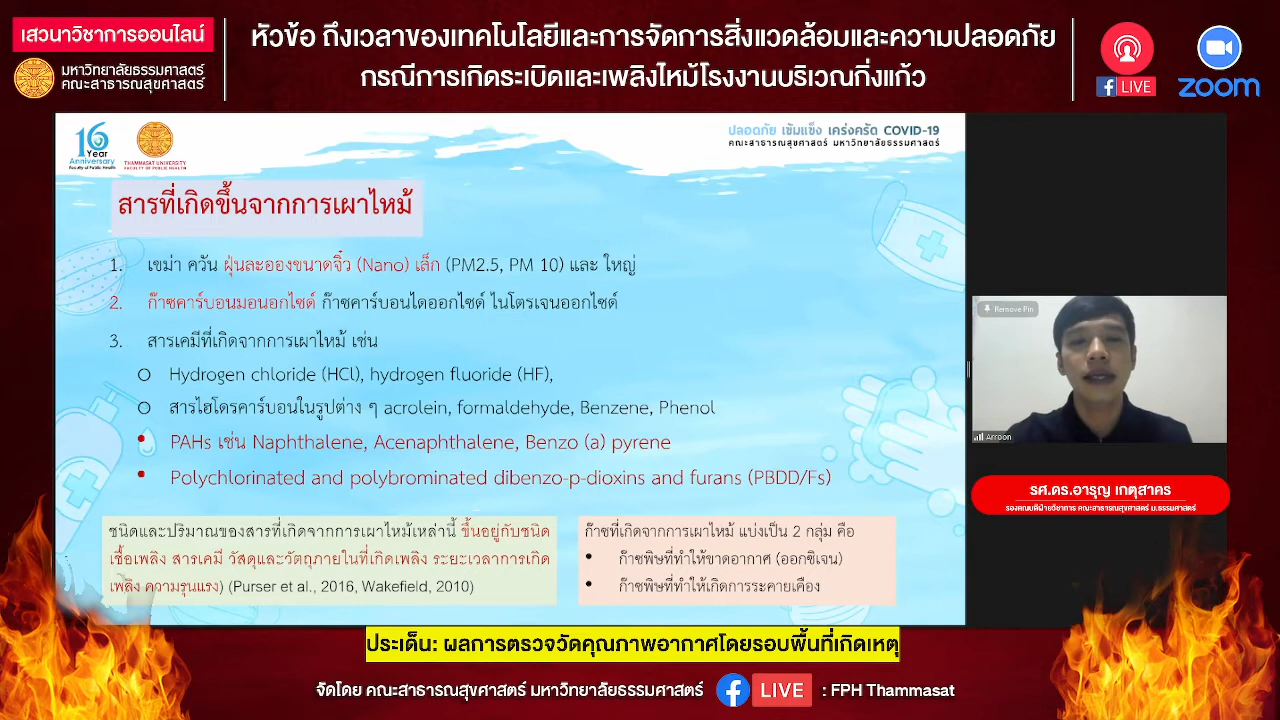 เสวนาวิชาการออนไลน์
มหาวิทยาลัยธรรมศาสตร์
คณะสาธารณสุขศาสตร์
หัวข้อ ถึงเวลาของเทคโนโลยีและการจัดการสิ่งแวดล้อมและความปลอดภัย
กรณีการเกิดระเบิดและเพลิงไหม้โรงงานบริเวณกิ่งแก้ว
LIVE
zoom
16
Year
Anniversary
Faculty of Public Health
THAMMASAT UNIVERSITY
FACULTY OF PUBLIC HEALTH
ปลอดภัย เข้มแข็ง เคร่งครัด COVID-19
คณะสาธารณสุขศาสตร์ มหาวิทยาลัยธรรมศาสตร์
สารที่เกิดขึ้นจากการเผาไหม้
1. เขม่า ควัน ฝุ่นละอองขนาดจิ๋ว (Nano) เล็ก (PM2.5, PM 10) และ ใหญ่
2. ก๊าซคาร์บอนมอนอกไซด์ ก๊าซคาร์บอนไดออกไซด์ ไนโตรเจนออกไซด์
3. สารเคมีที่เกิดจากการเผาไหม้ เช่น
O Hydrogen chloride (HCl), hydrogen fluoride (HF),
O สารไฮโดรคาร์บอนในรูปต่าง ๆ acrolein, formaldehyde, Benzene, Phenol
• PAHs เช่น Naphthalene, Acenaphthalene, Benzo (a) pyrene
• Polychlorinated and polybrominated dibenzo-p-dioxins and furans (PBDD/Fs)
ชนิดและปริมาณของสารที่เกิดจากการเผาไหม้เหล่านี้ ขึ้นอยู่กับชนิด
เชื้อเพลิง สารเคมี วัสดุและวัตถุภายในที่เกิดเพลิง ระยะเวลาการเกิด
เพลิง ความรุนแรง) (Purser et al., 2016, Wakefield, 2010)
ก๊าซที่เกิดจากการเผาไหม้ แบ่งเป็น 2 กลุ่ม คือ
• ก๊าซพิษที่ทำให้ขาดอากาศ (ออกซิเจน)
• ก๊าซพิษที่ทำให้เกิดการระคายเคือง
Remove Pin
Arroon
รศ.ดร.อารุญ เกตุสาคร
รองคณบดีฝ่ายวิชาการ คณะสาธารณสุขศาสตร์ ม.ธรรมศาสตร์
ประเด็น: ผลการตรวจวัดคุณภาพอากาศโดยรอบพื้นที่เกิดเหตุ
จัดโดย คณะสาธารณสุขศาสตร์ มหาวิทยาลัยธรรมศาสตร์ LIVE : FPH Thammasat